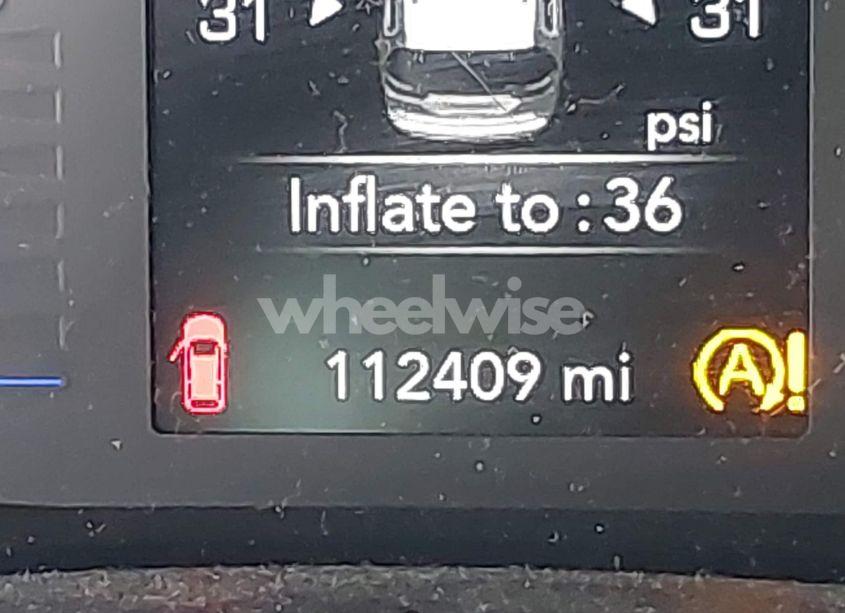 31 31
psi
Inflate to : 36
wheelwise
112409 mi A!